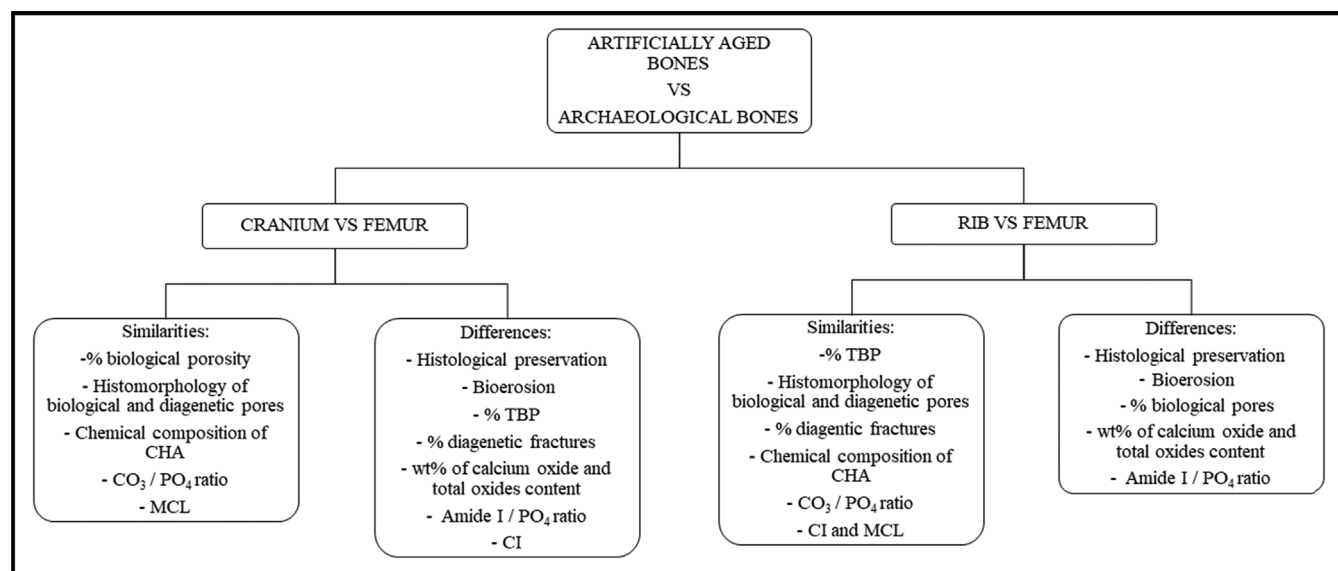 ARTIFICIALLY AGED
BONES
VS
ARCHAEOLOGICAL BONES
CRANIUM VS FEMUR
RIB VS FEMUR
Similarities:
-% biological porosity
- Histomorphology of
biological and diagenetic pores
- Chemical composition of
CHA
- CO₃ / PO₄ ratio
- MCL
Differences:
- Histological preservation
- Bioerosion
- % TBP
- % diagenetic fractures
- wt% of calcium oxide and
total oxides content
- Amide I / PO₄ ratio
- CI
Similarities:
-% TBP
- Histomorphology of
biological and diagenetic pores
- % diagentic fractures
- Chemical composition of
CHA
- CO₃ / PO₄ ratio
- CI and MCL
Differences:
- Histological preservation
- Bioerosion
- % biological pores
- wt% of calcium oxide and
total oxides content
- Amide I / PO₄ ratio